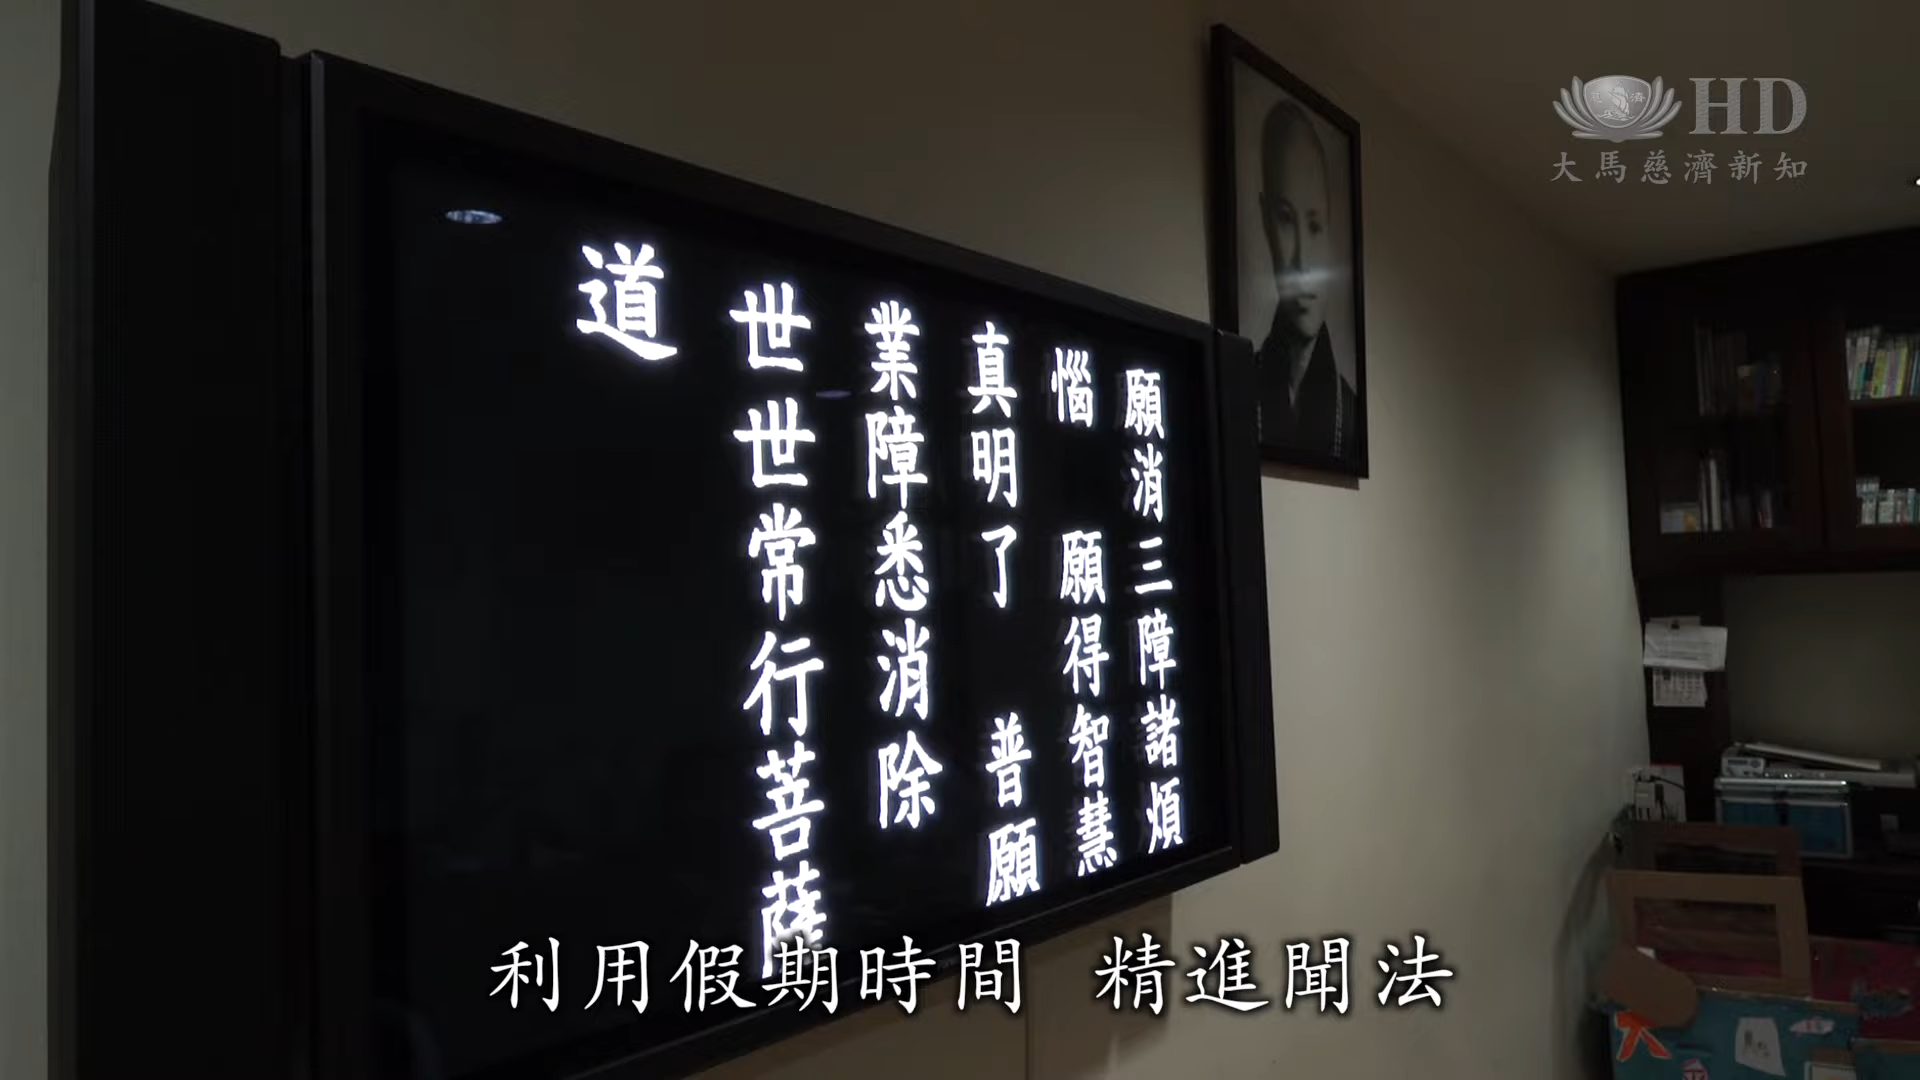 HD
大馬慈濟新知
願消三障諸煩
惱 願得智慧
真明了 普願
業障悉消除
世世常行菩薩
道
利用假期時間 精進聞法